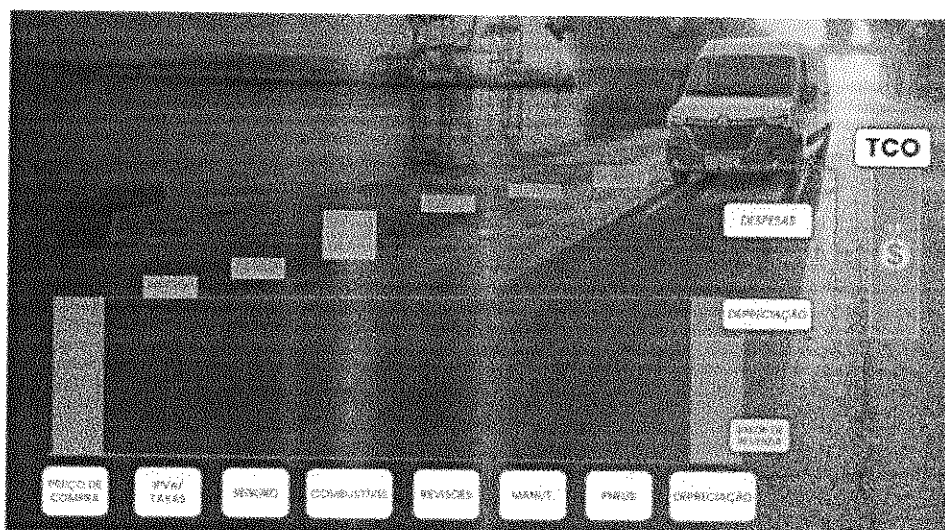 TCO
DESPESAS
S
DEPRECIAÇÃO
PREÇO DE
COMPRA
IPVA/
TAXAS
SEGURO
COMBUSTÍVEL
REVISÕES
MANUT.
PNEUS
DEPRECIAÇÃO